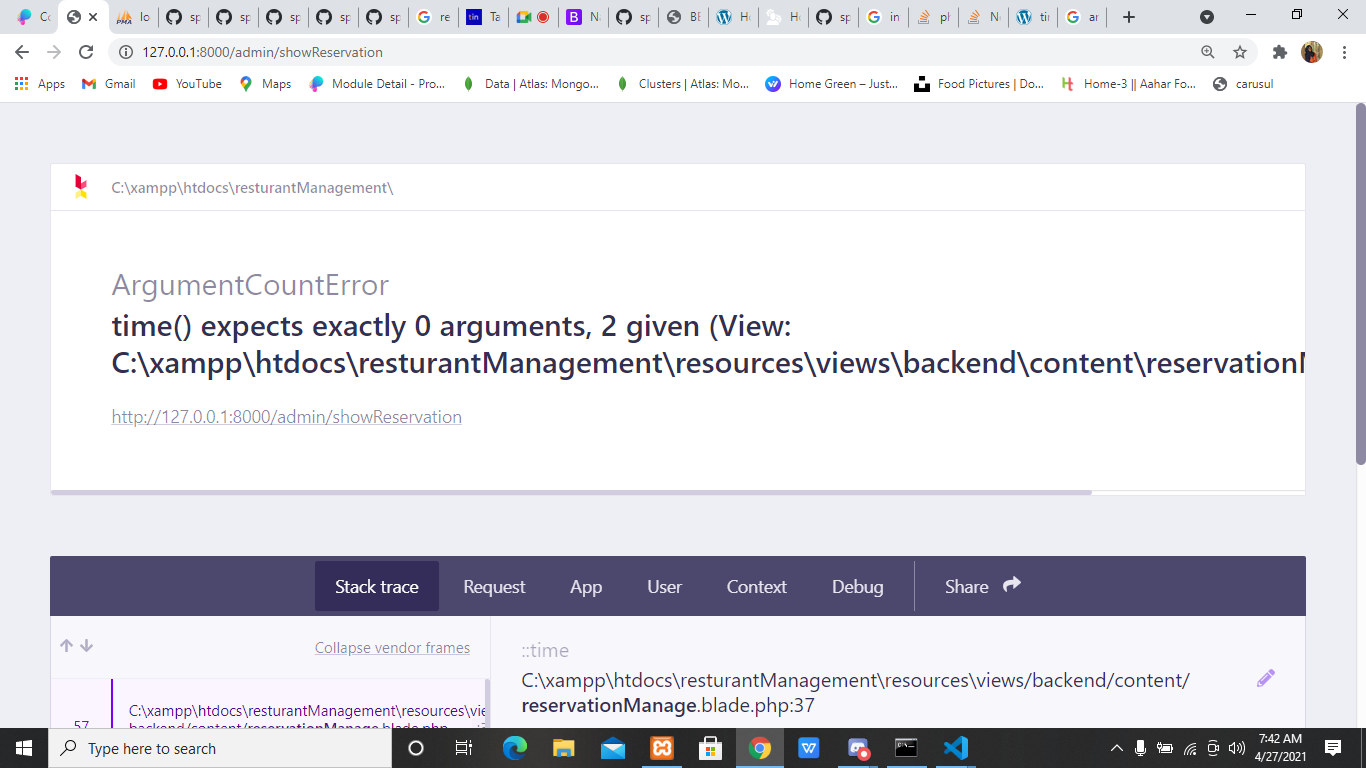 Co
lo
sp
sp
sp
sp
sp
re
tin
Ta
N
sp
BE
H
H
sp
in
pl
N
tir
ar
127.0.0.1:8000/admin/showReservation
Apps
Gmail
YouTube
Maps
Module Detail - Pro...
Data | Atlas: Mongo...
Clusters | Atlas: Mo...
Home Green – Just...
Food Pictures | Do...
Home-3 || Aahar Fo...
carusul
C:\xampp\htdocs\resturantManagement\
ArgumentCountError
time() expects exactly 0 arguments, 2 given (View:
C:\xampp\htdocs\resturantManagement\resources\views\backend\content\reservationM
http://127.0.0.1:8000/admin/showReservation
Stack trace
Request
App
User
Context
Debug
Share
Collapse vendor frames
::time
C:\xampp\htdocs\resturantManagement\resources\views/backend/content/
reservationManage.blade.php:37
57
C:\xampp\htdocs\resturantManagement\resources\vie
backend/content/reservationManage.blade.php
Type here to search
7:42 AM
4/27/2021